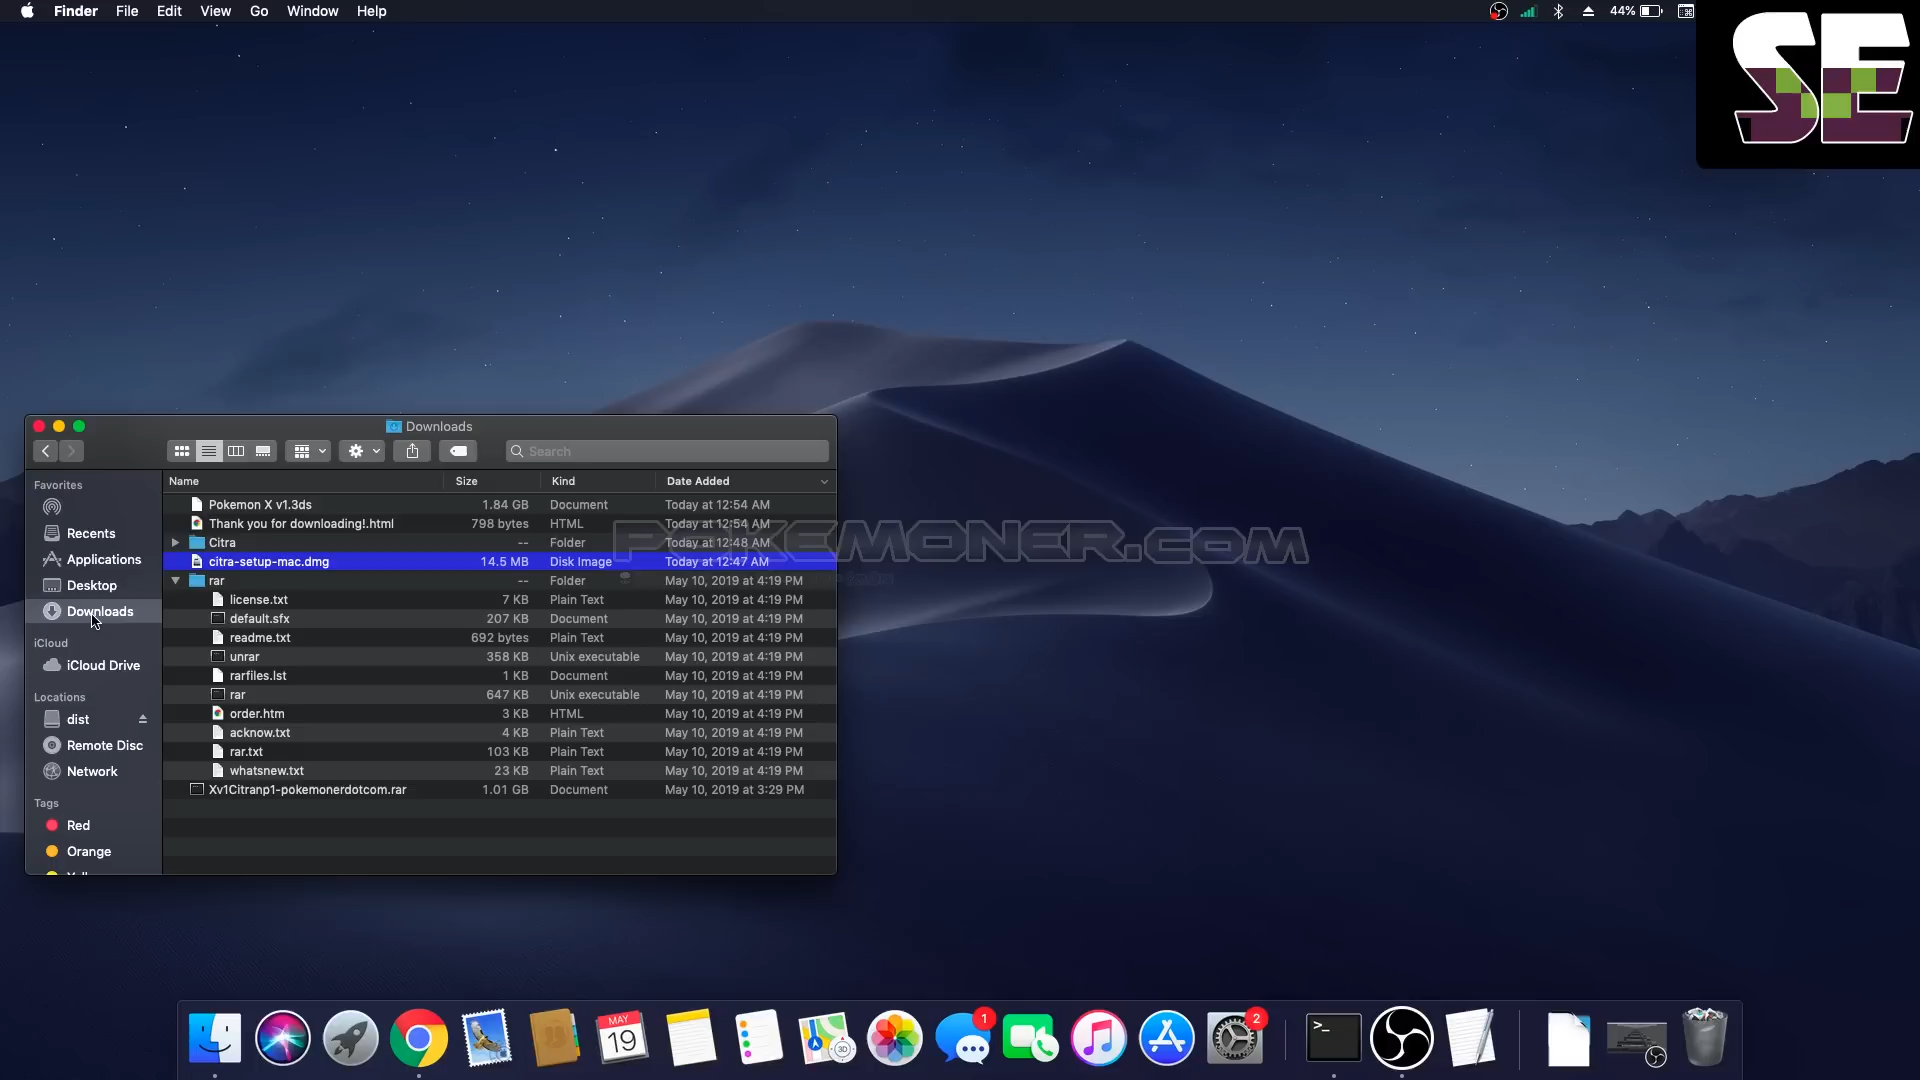 Finder File Edit View Go Window Help 44%
SE
Downloads
Search
Favorites
Recents
Applications
Desktop
Downloads
iCloud
iCloud Drive
Locations
dist
Remote Disc
Network
Tags
Red
Orange
Name Size Kind Date Added
Pokemon X v1.3ds 1.84 GB Document Today at 12:54 AM
Thank you for downloading!.html 798 bytes HTML Today at 12:54 AM
Citra -- Folder Today at 12:48 AM
citra-setup-mac.dmg 14.5 MB Disk Image Today at 12:47 AM
rar -- Folder May 10, 2019 at 4:19 PM
license.txt 7 KB Plain Text May 10, 2019 at 4:19 PM
default.sfx 207 KB Document May 10, 2019 at 4:19 PM
readme.txt 692 bytes Plain Text May 10, 2019 at 4:19 PM
unrar 358 KB Unix executable May 10, 2019 at 4:19 PM
rarfiles.lst 1 KB Document May 10, 2019 at 4:19 PM
rar 647 KB Unix executable May 10, 2019 at 4:19 PM
order.htm 3 KB HTML May 10, 2019 at 4:19 PM
acknow.txt 4 KB Plain Text May 10, 2019 at 4:19 PM
rar.txt 103 KB Plain Text May 10, 2019 at 4:19 PM
whatsnew.txt 23 KB Plain Text May 10, 2019 at 4:19 PM
Xv1Citranp1-pokemonerdotcom.rar 1.01 GB Document May 10, 2019 at 3:29 PM
POKEMONER.COM
MAY
19
3D
1
2
>_